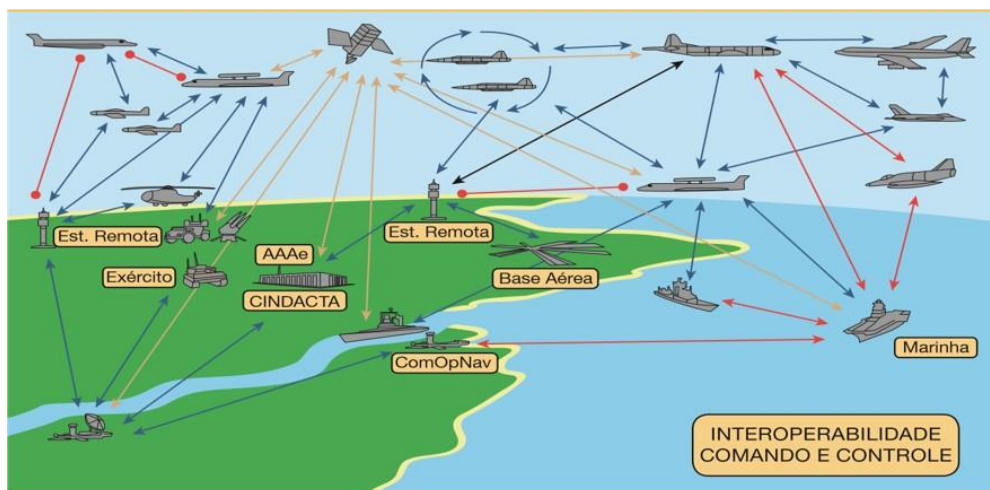 Est. Remota
Est. Remota
AAAe
Exército
Base Aérea
CINDACTA
ComOpNav
Marinha
INTEROPERABILIDADE
COMANDO E CONTROLE